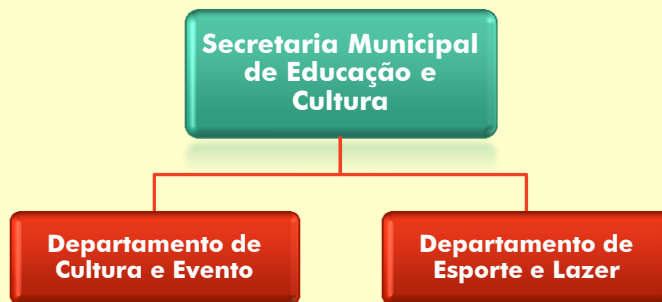 Secretaria Municipal
de Educação e
Cultura
Departamento de
Cultura e Evento
Departamento de
Esporte e Lazer